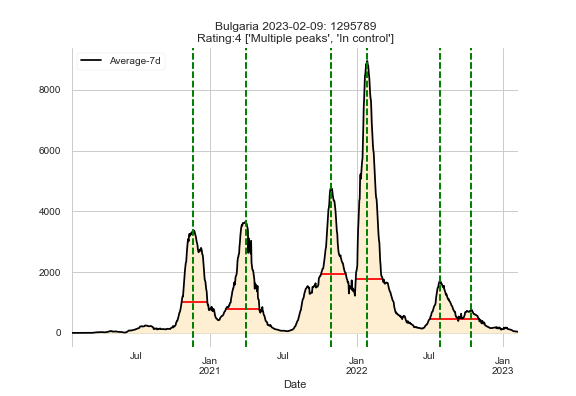 Bulgaria 2023-02-09: 1295789
Rating:4 ['Multiple peaks', 'In control']
Average-7d
8000
6000
4000
2000
0
Jul
Jan
2021
Jul
Jan
2022
Jul
Jan
2023
Date